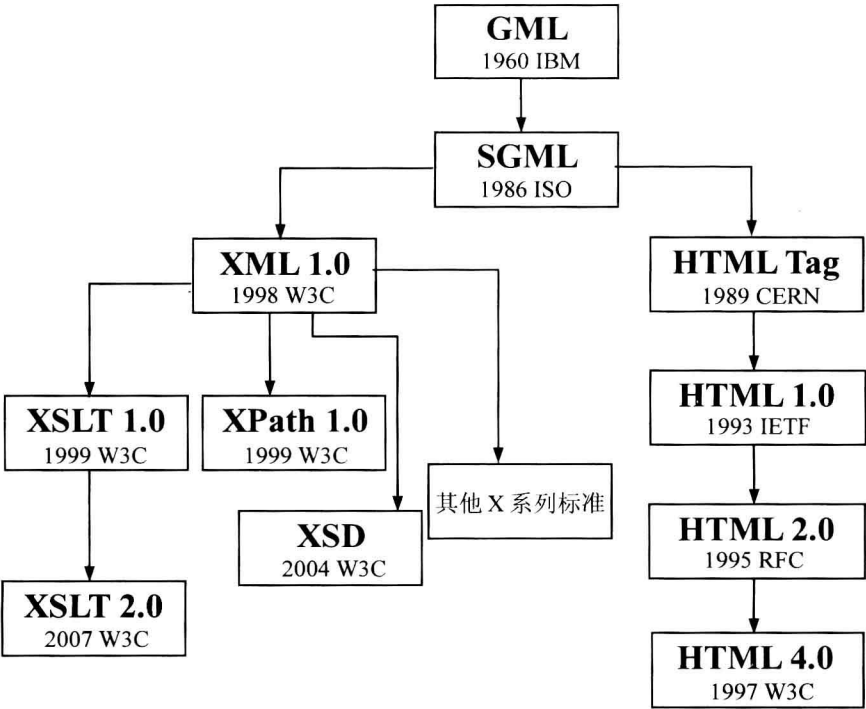 GML
1960 IBM
SGML
1986 ISO
XML 1.0
1998 W3C
HTML Tag
1989 CERN
XSLT 1.0
1999 W3C
XPath 1.0
1999 W3C
HTML 1.0
1993 IETF
其他 X 系列标准
XSD
2004 W3C
HTML 2.0
1995 RFC
XSLT 2.0
2007 W3C
HTML 4.0
1997 W3C